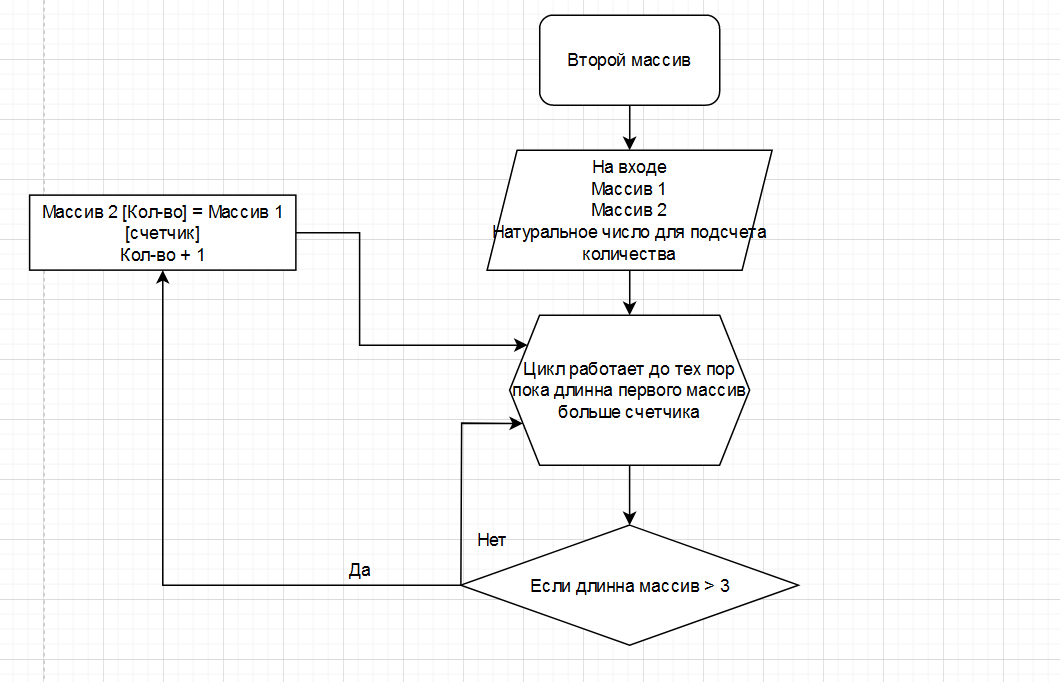 Второй массив
На входе
Массив 1
Массив 2
Натуральное число для подсчета
количества
Массив 2 [Кол-во] = Массив 1
[счетчик]
Кол-во + 1
Цикл работает до тех пор
пока длинна первого массив
больше счетчика
Нет
Да
Если длинна массив > 3